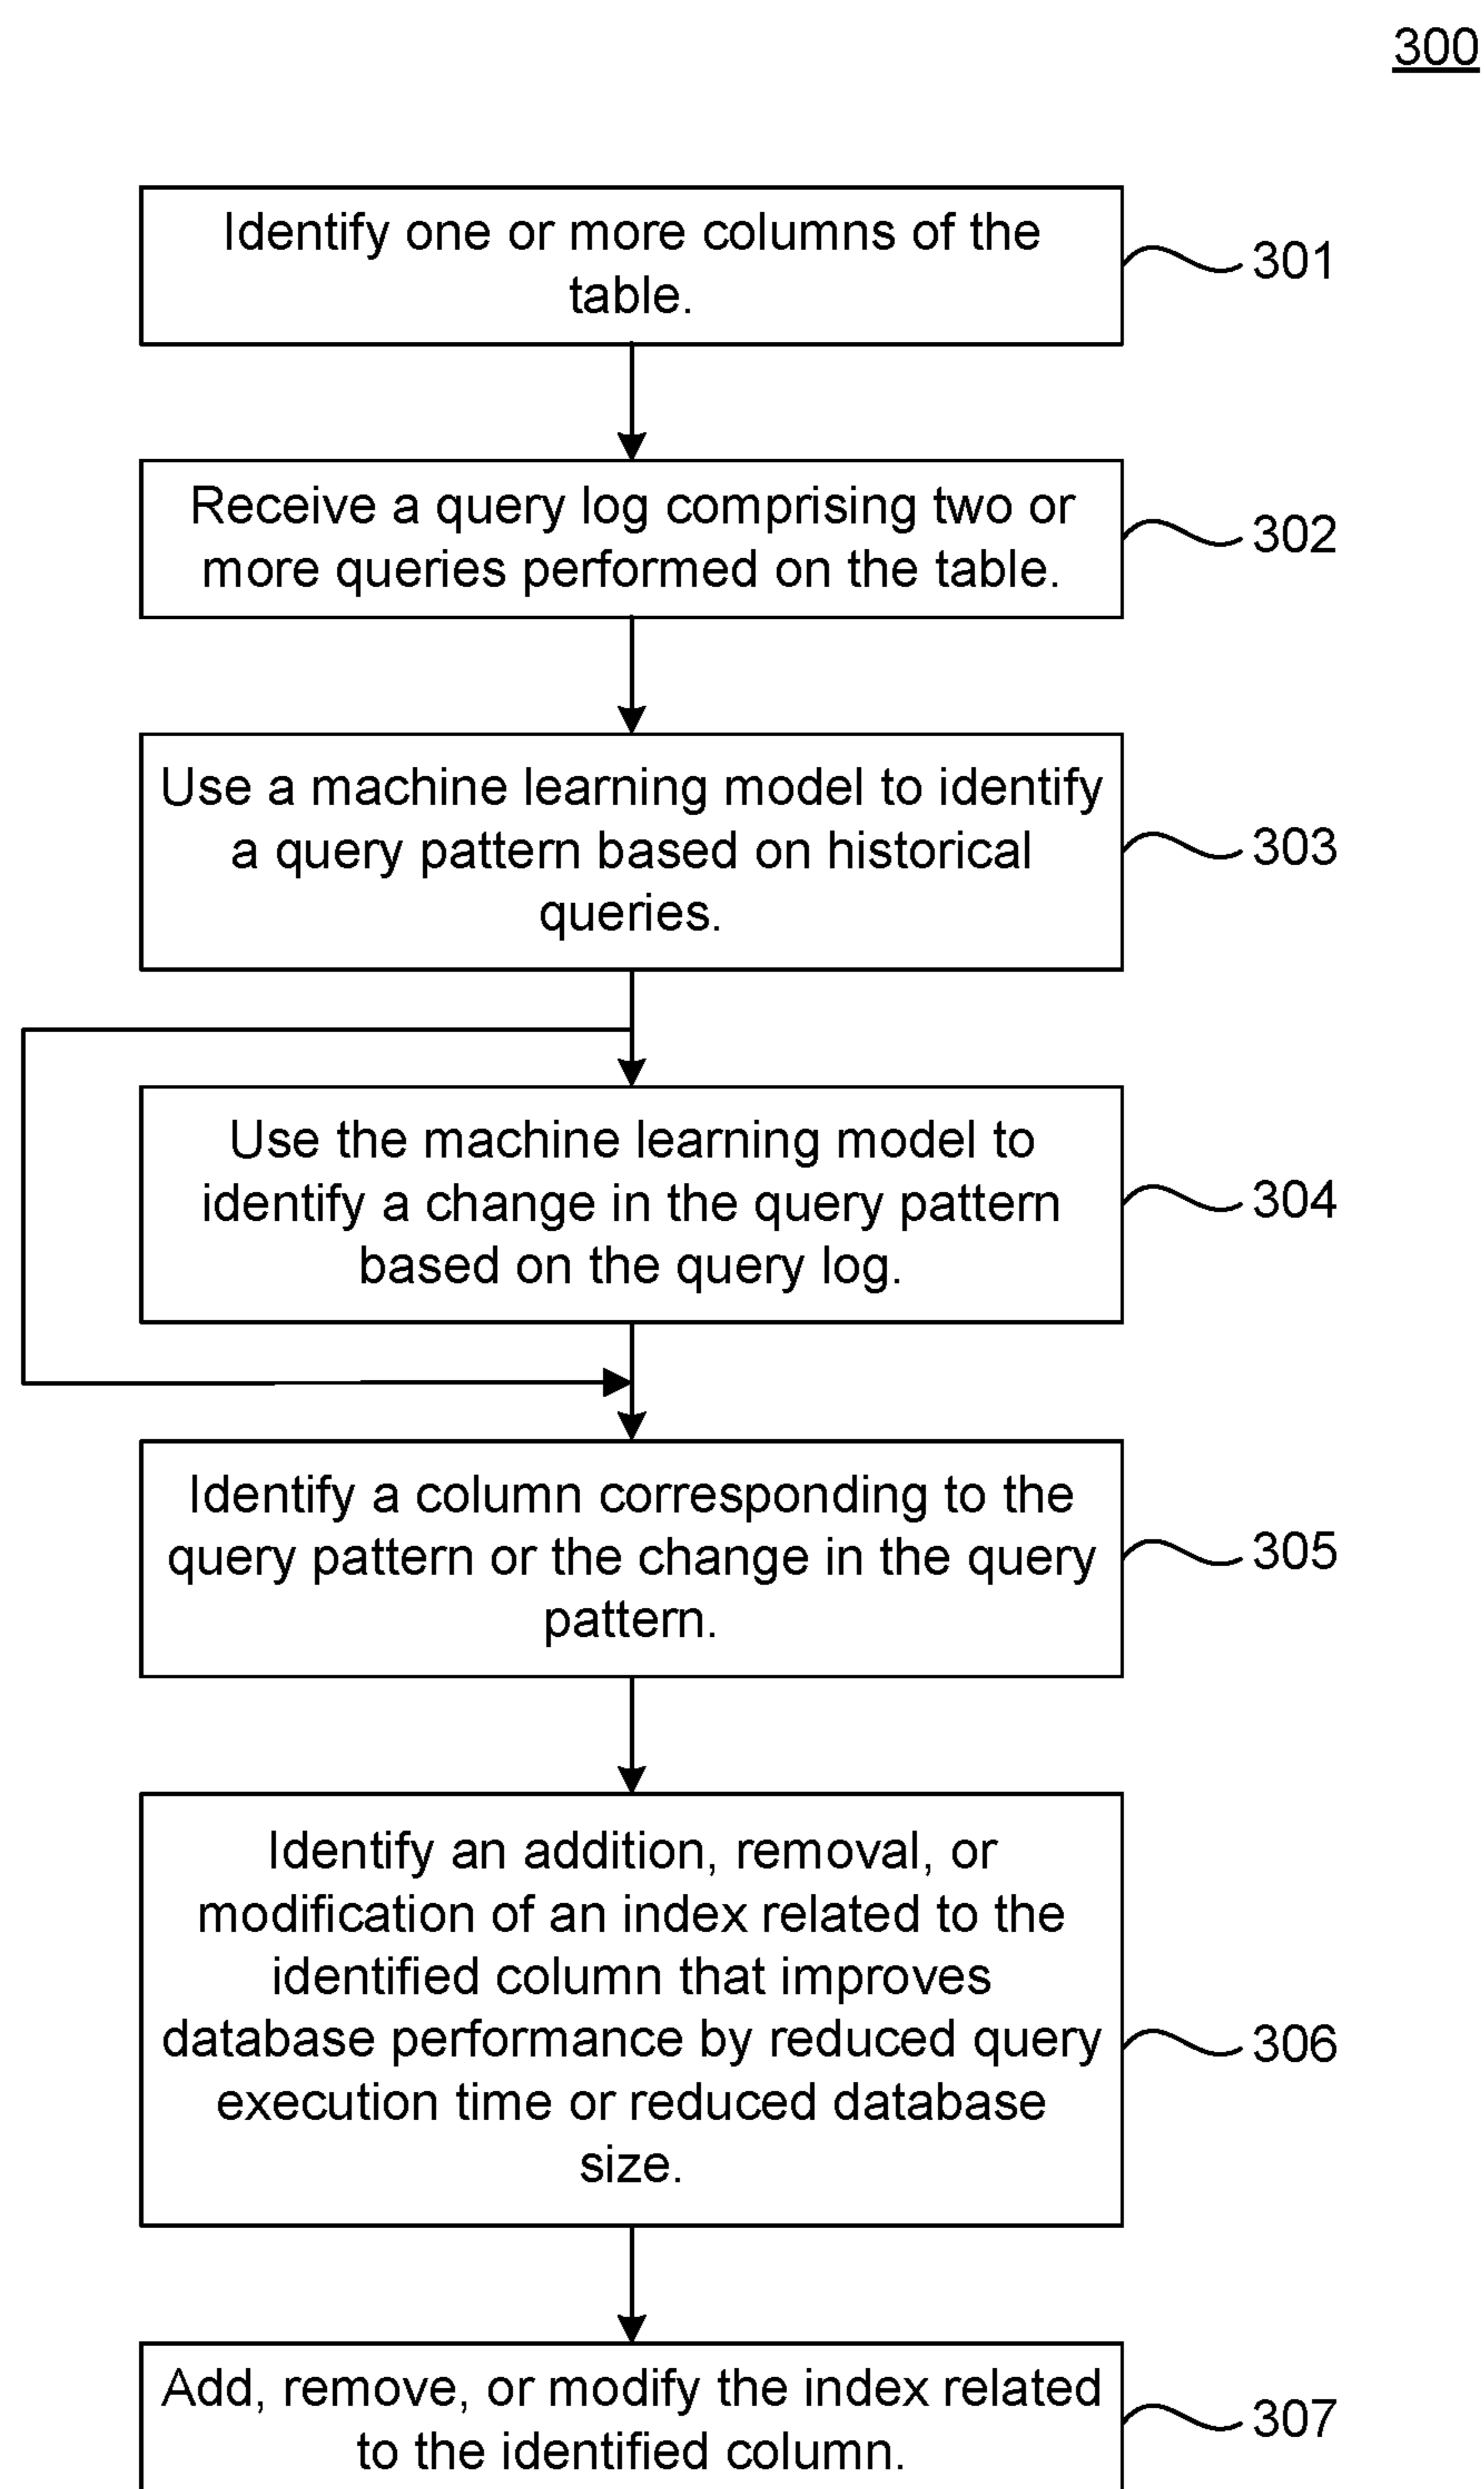 300
Identify one or more columns of the
table.
301
Receive a query log comprising two or
more queries performed on the table.
302
Use a machine learning model to identify
a query pattern based on historical
queries.
303
Use the machine learning model to
identify a change in the query pattern
based on the query log.
304
Identify a column corresponding to the
query pattern or the change in the query
pattern.
305
Identify an addition, removal, or
modification of an index related to the
identified column that improves
database performance by reduced query
execution time or reduced database
size.
306
Add, remove, or modify the index related
to the identified column.
307